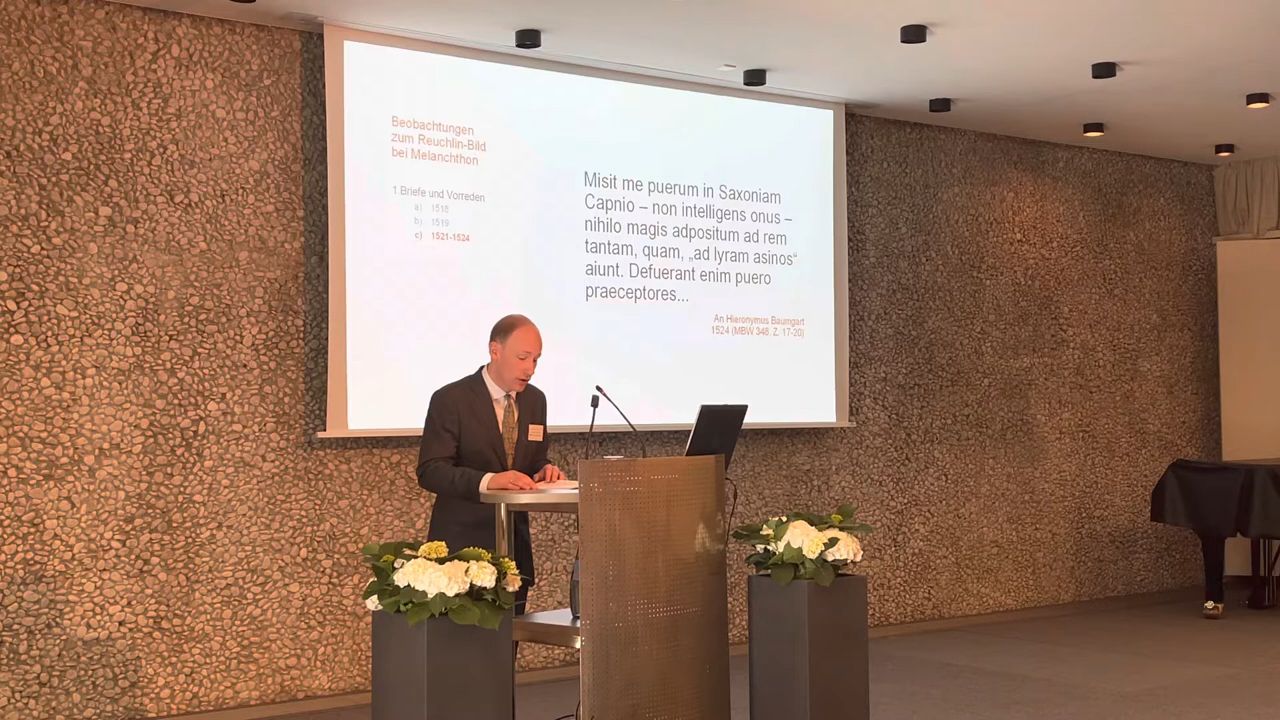 Beobachtungen
zum Reuchlin-Bild
bei Melanchthon
1.Briefe und Vorreden
a) 1518
b) 1519
c) 1521-1524
Misit me puerum in Saxoniam
Capnio – non intelligens onus –
nihilo magis adpositum ad rem
tantam, quam, „ad lyram asinos“
aiunt. Defuerant enim puero
praeceptores...
An Hieronymus Baumgart
1524 (MBW 348, Z. 17-20)